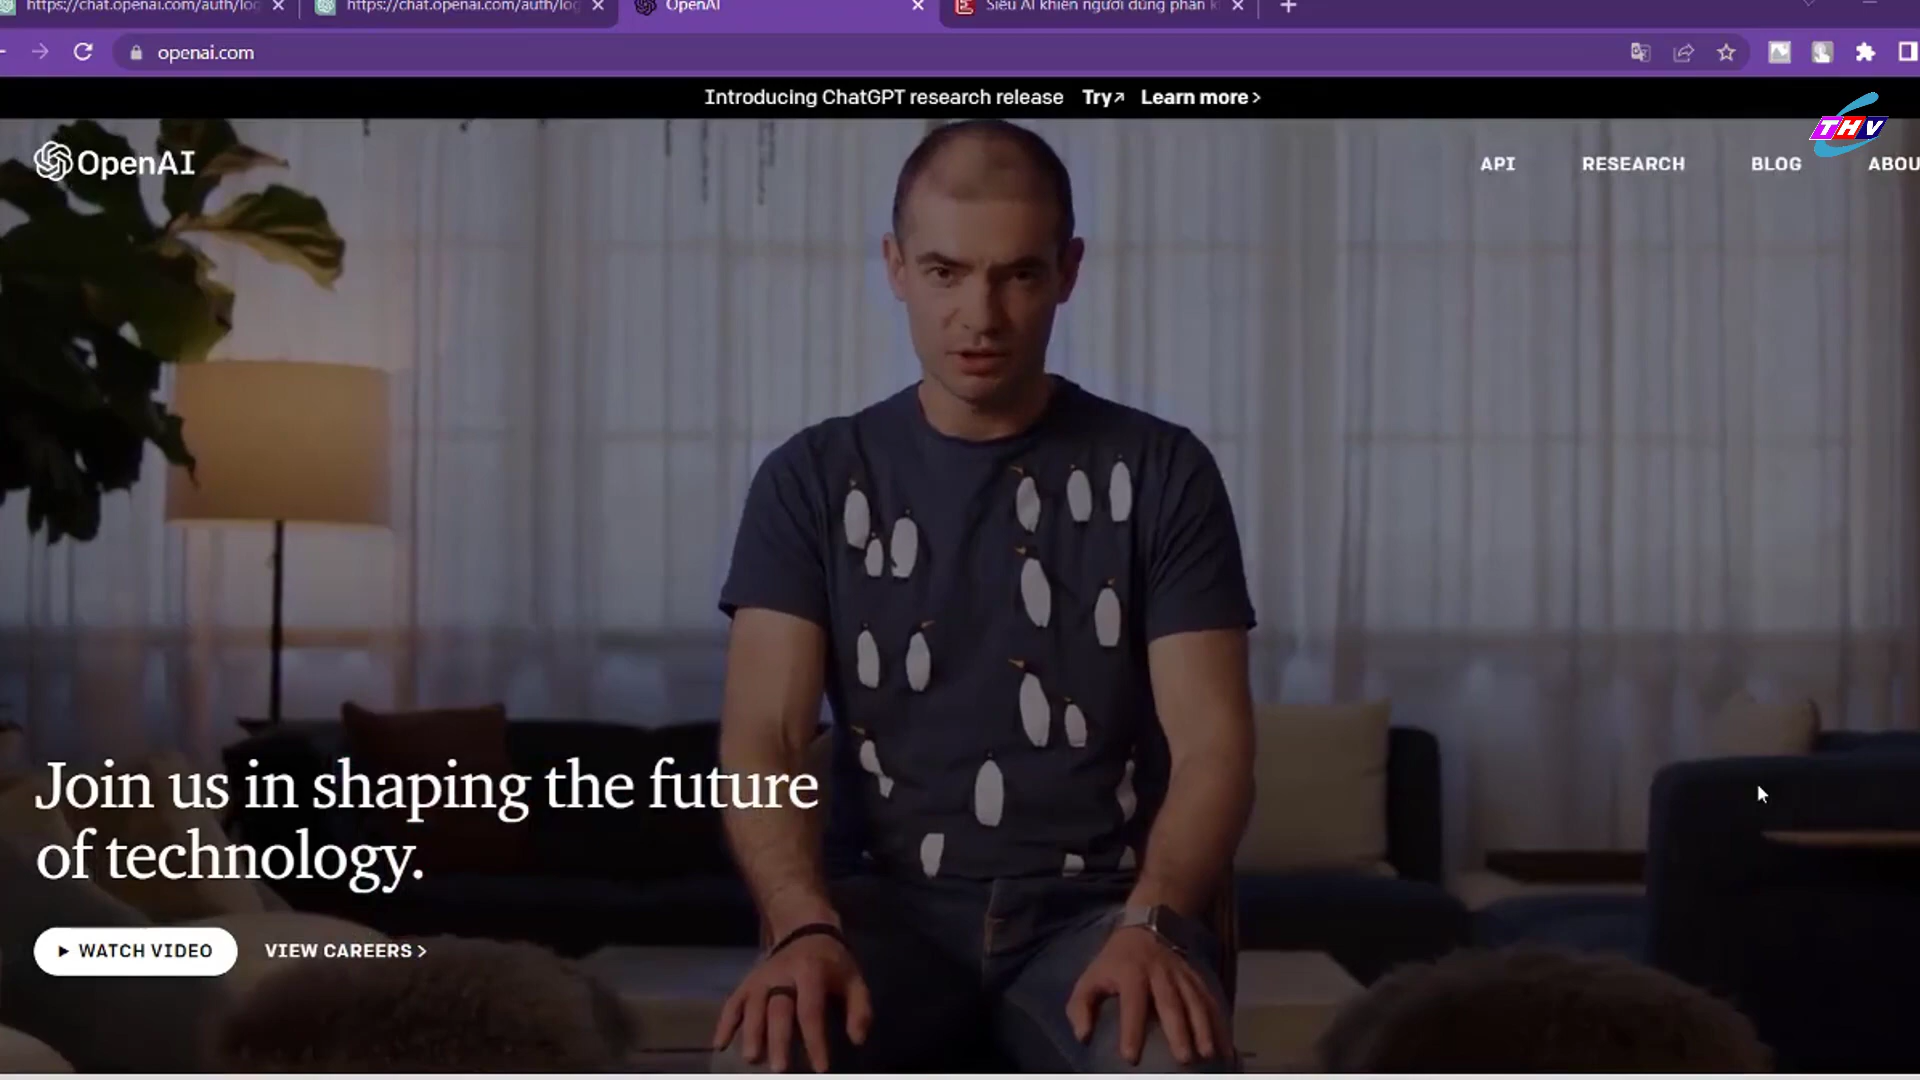 https://chat.openai.com/auth/log
https://chat.openai.com/auth/log
OpenAI
Siêu AI khiến người dùng phấn k
openai.com
Introducing ChatGPT research release Try↗ Learn more >
THV
OpenAI
API RESEARCH BLOG ABOU
Join us in shaping the future
of technology.
WATCH VIDEO VIEW CAREERS >